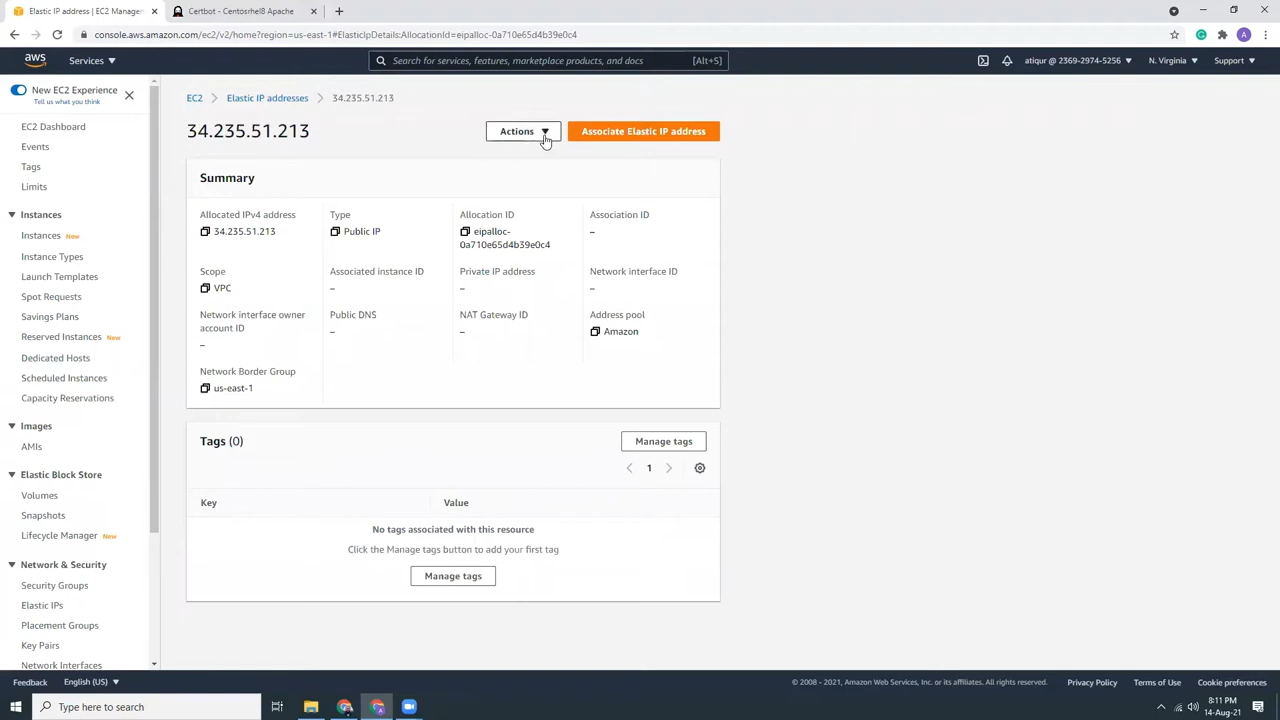 Elastic IP address | EC2 Manage
Certbot - Centosrhel8 Apache
console.aws.amazon.com/ec2/v2/home?region=us-east-1#ElasticIpDetails:AllocationId=eipalloc-0a710e65d4b39e0c4
A
aws
Services
Search for services, features, marketplace products, and docs
[Alt+S]
atiqur @ 2369-2974-5256
N. Virginia
Support
New EC2 Experience
Tell us what you think
EC2 Dashboard
Events
Tags
Limits
Instances
Instances New
Instance Types
Launch Templates
Spot Requests
Savings Plans
Reserved Instances New
Dedicated Hosts
Scheduled Instances
Capacity Reservations
Images
AMIs
Elastic Block Store
Volumes
Snapshots
Lifecycle Manager New
Network & Security
Security Groups
Elastic IPs
Placement Groups
Key Pairs
Network Interfaces
EC2 > Elastic IP addresses > 34.235.51.213
34.235.51.213
Actions
Associate Elastic IP address
Summary
Allocated IPv4 address
34.235.51.213
Type
Public IP
Allocation ID
eipalloc-
0a710e65d4b39e0c4
Association ID
–
Scope
VPC
Associated instance ID
–
Private IP address
–
Network interface ID
–
Network interface owner
account ID
–
Public DNS
–
NAT Gateway ID
–
Address pool
Amazon
Network Border Group
us-east-1
Tags (0)
Manage tags
1
Key
Value
No tags associated with this resource
Click the Manage tags button to add your first tag
Manage tags
Feedback
English (US)
© 2008 - 2021, Amazon Web Services, Inc. or its affiliates. All rights reserved.
Privacy Policy
Terms of Use
Cookie preferences
Type here to search
8:11 PM
14-Aug-21